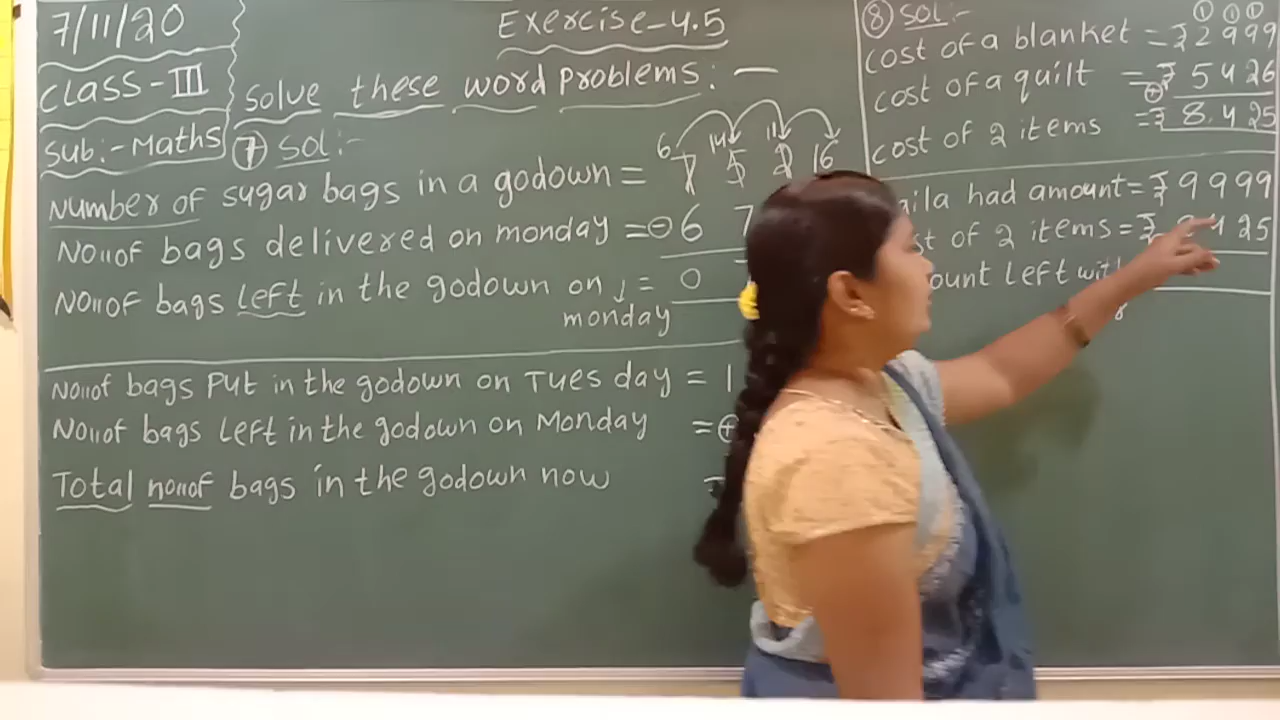 7/11/20
Class-III
Sub:-Maths
Exercise-4.5
Solve these word problems:-
7 Sol:-
Number of sugar bags in a godown =
6 14 11 16
No of bags delivered on monday = - 6 7
No of bags left in the godown on = 0
monday
No of bags put in the godown on Tuesday = 1
No of bags left in the godown on Monday = +
Total no of bags in the godown now =
8 Sol:-
1 1 1
cost of a blanket = ₹ 2 9 9 9
cost of a quilt = + ₹ 5 4 2 6
cost of 2 items = ₹ 8,4 2 5
had amount = ₹ 9 9 9 9
of 2 items = ₹ 4 2 5
left